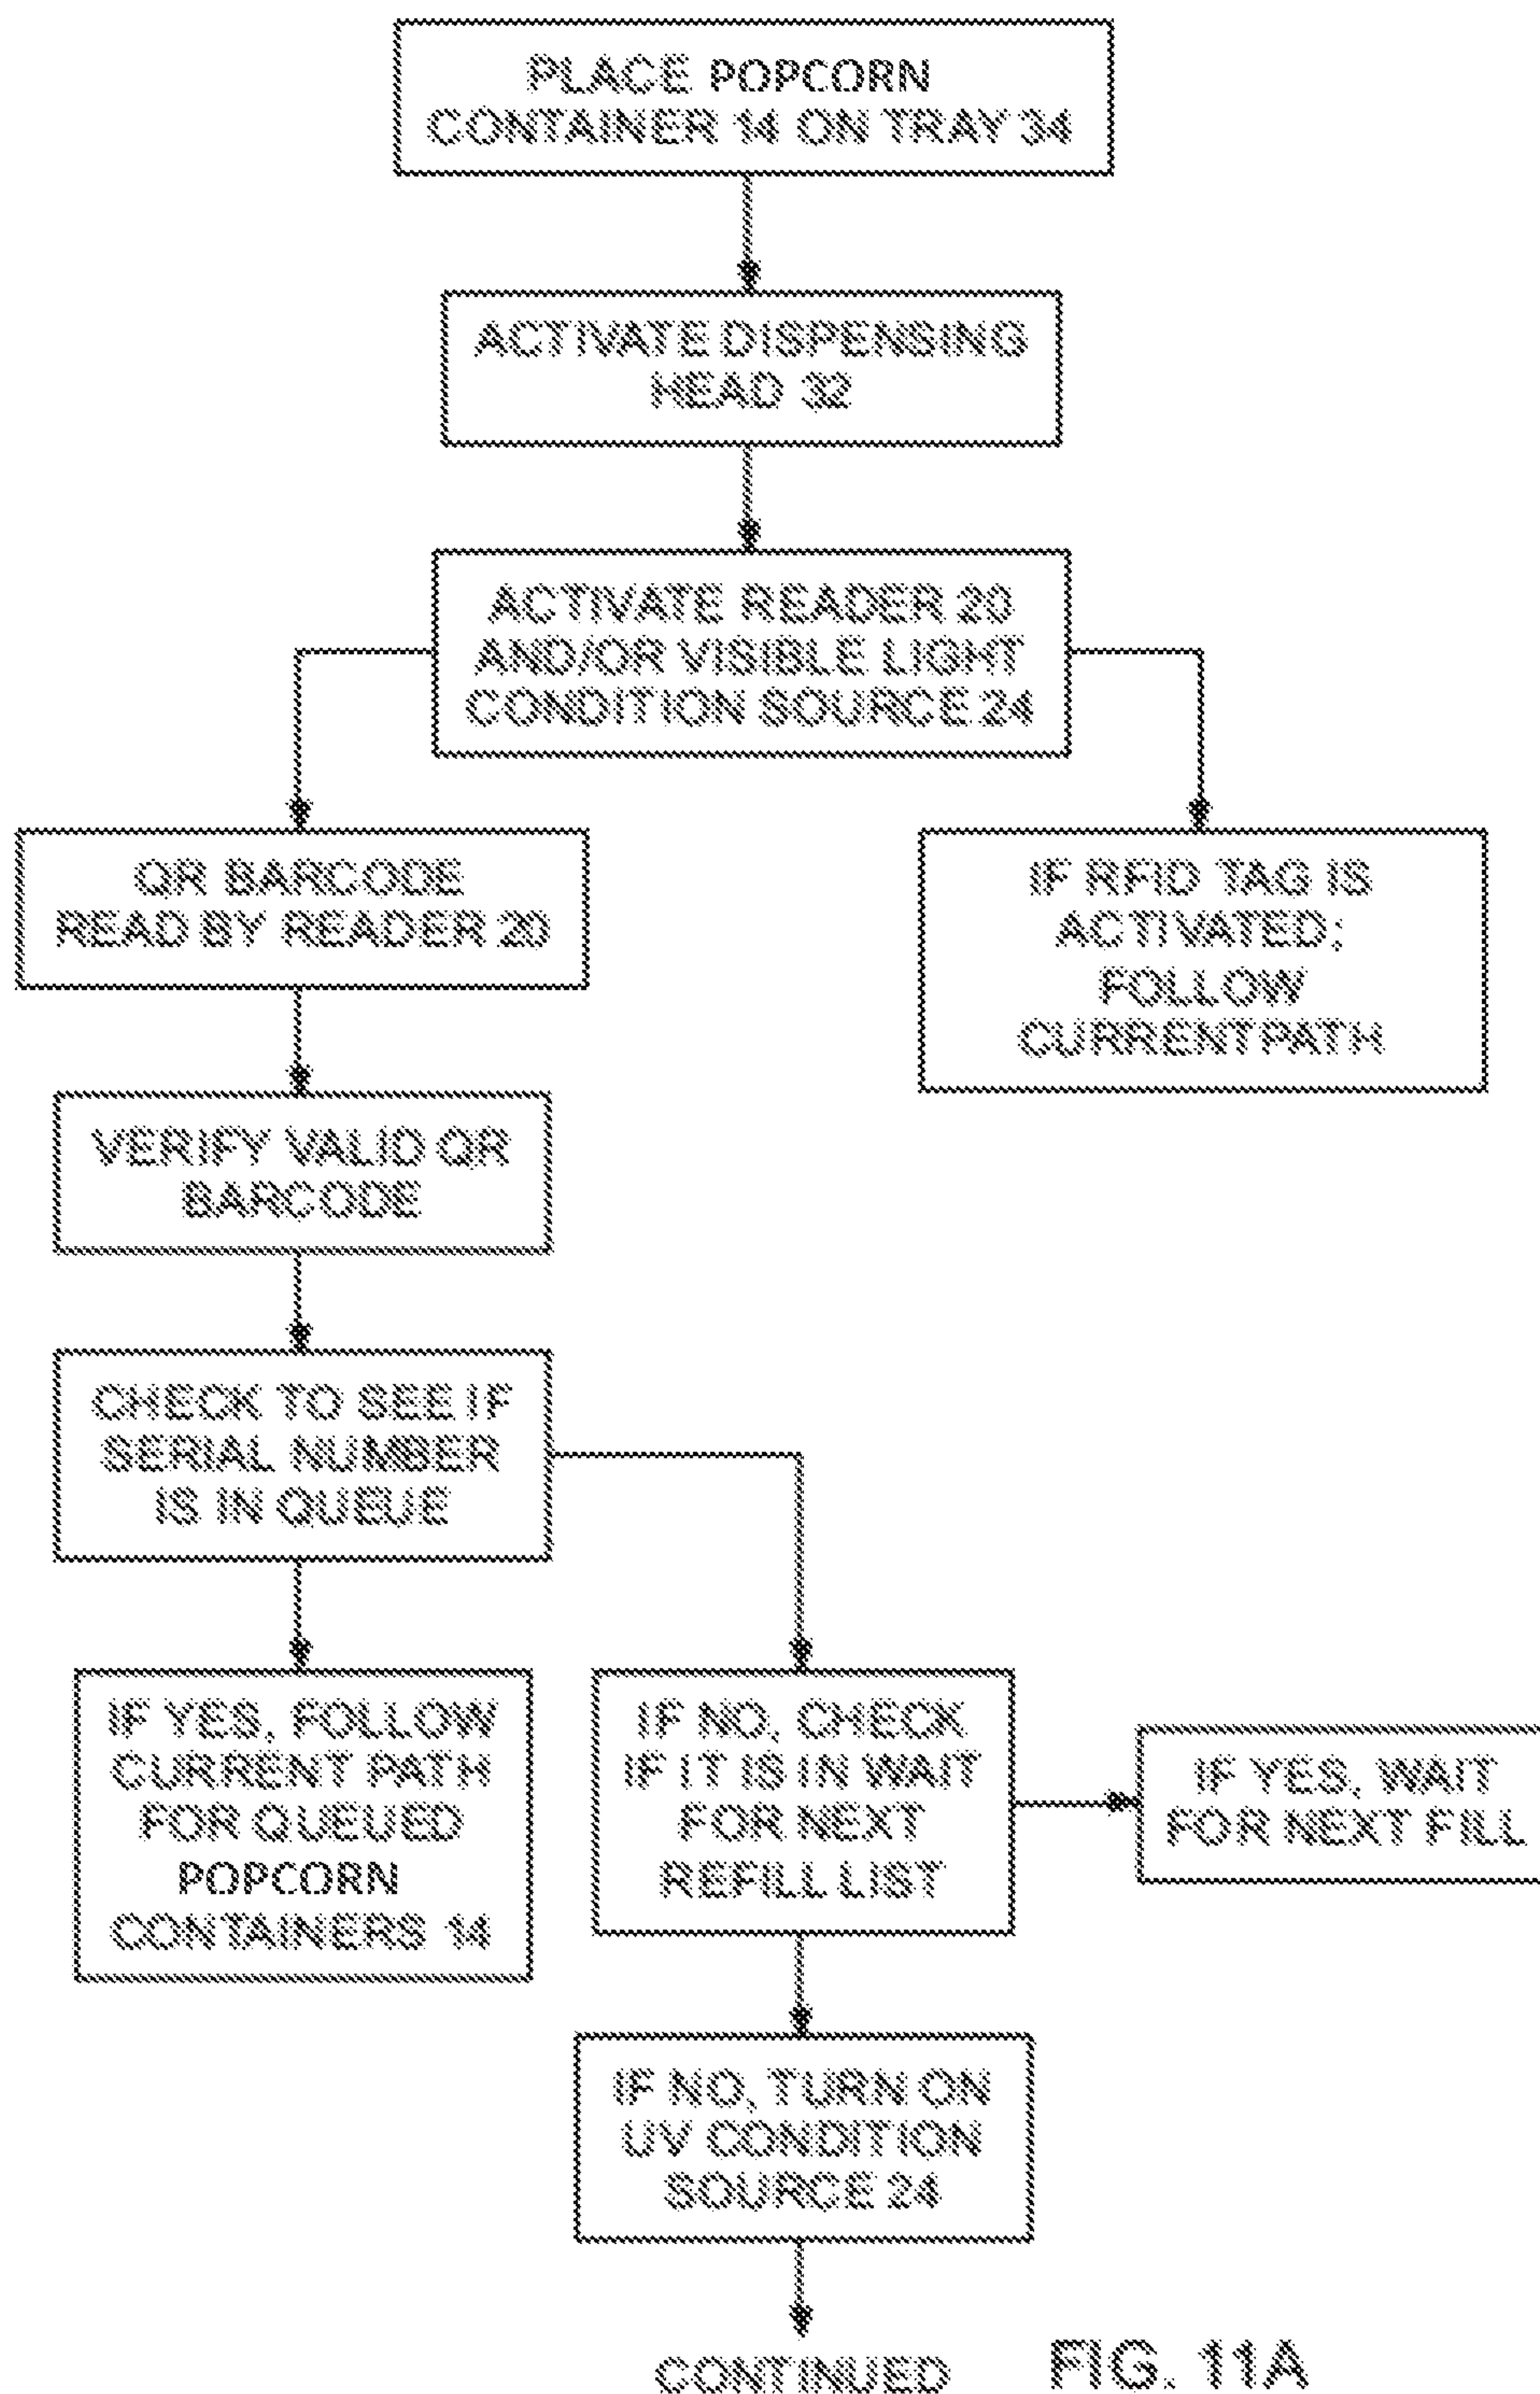 PLACE POPCORN
CONTAINER 14 ON TRAY 34
ACTIVATE DISPENSING
HEAD 32
ACTIVATE READER 20
AND/OR VISIBLE LIGHT
CONDITION SOURCE 24
QR BARCODE
READ BY READER 20
IF RFID TAG IS
ACTIVATED;
FOLLOW
CURRENT PATH
VERIFY VALID QR
BARCODE
CHECK TO SEE IF
SERIAL NUMBER
IS IN QUEUE
IF YES, FOLLOW
CURRENT PATH
FOR QUEUED
POPCORN
CONTAINERS 14
IF NO, CHECK
IF IT IS IN WAIT
FOR NEXT
REFILL LIST
IF YES, WAIT
FOR NEXT FILL
IF NO, TURN ON
UV CONDITION
SOURCE 24
CONTINUED
FIG. 11A